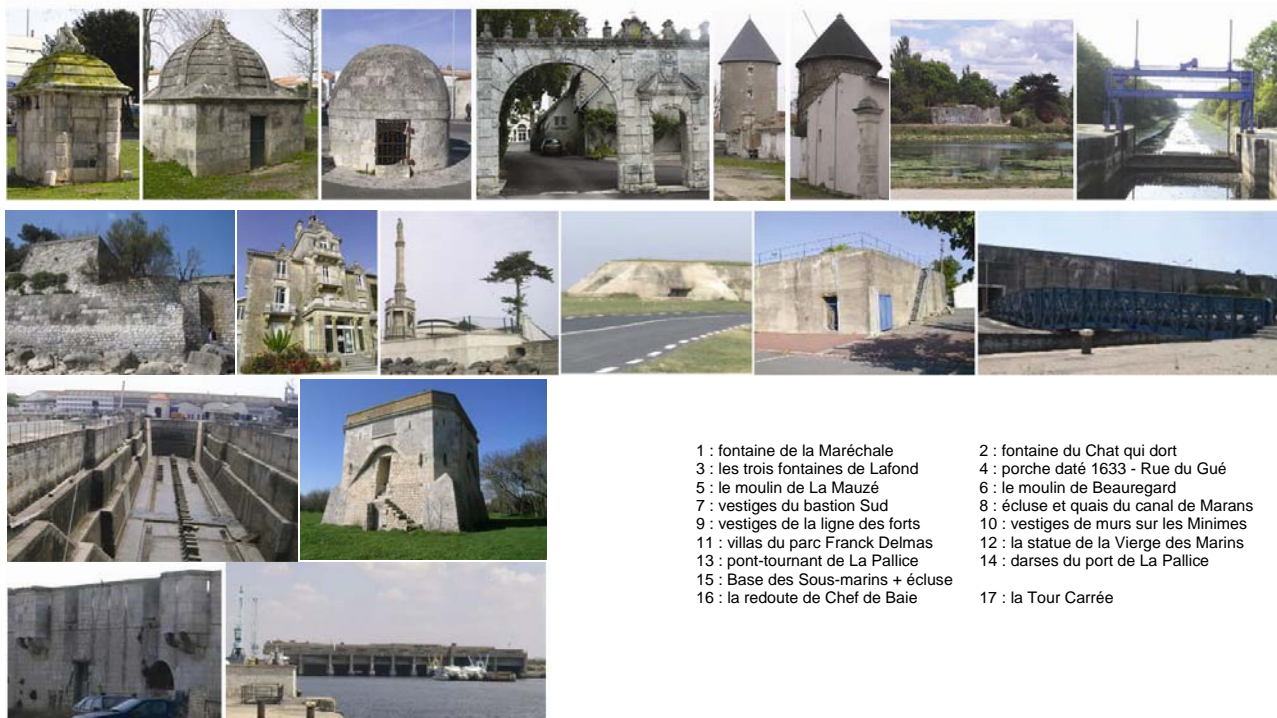 1 : fontaine de la Maréchale 2 : fontaine du Chat qui dort
3 : les trois fontaines de Lafond 4 : porche daté 1633 - Rue du Gué
5 : le moulin de La Mauzé 6 : le moulin de Beauregard
7 : vestiges du bastion Sud 8 : écluse et quais du canal de Marans
9 : vestiges de la ligne des forts 10 : vestiges de murs sur les Minimes
11 : villas du parc Franck Delmas 12 : la statue de la Vierge des Marins
13 : pont-tournant de La Pallice 14 : darses du port de La Pallice
15 : Base des Sous-marins + écluse
16 : la redoute de Chef de Baie 17 : la Tour Carrée